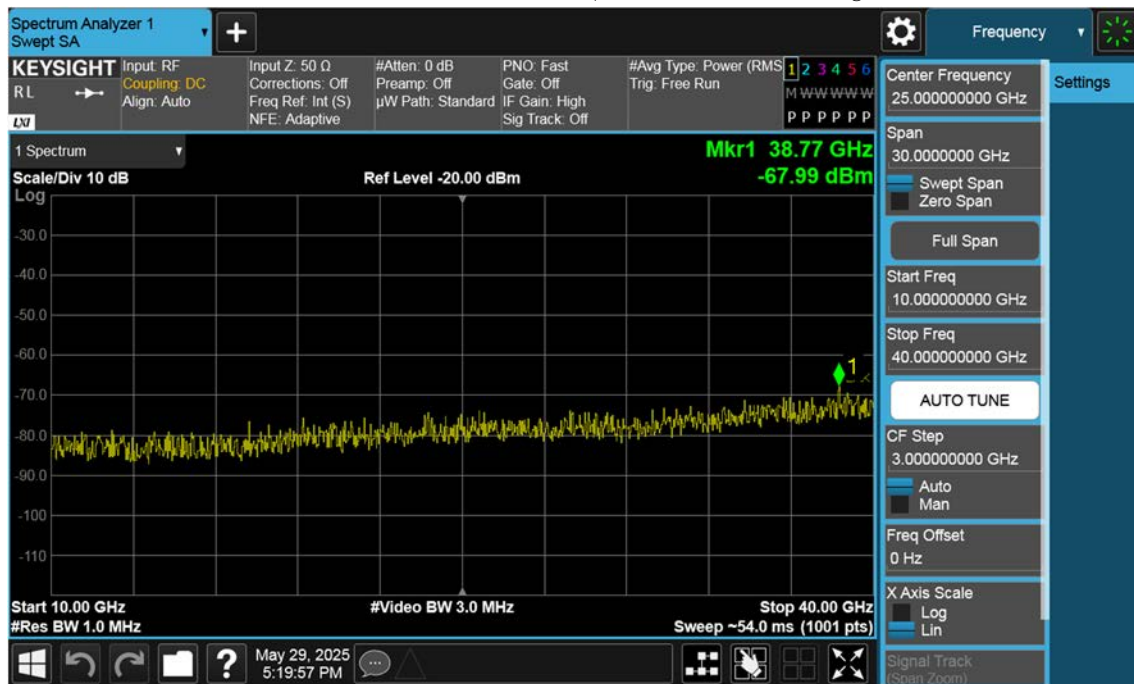 Spectrum Analyzer 1
Swept SA
Frequency
KEYSIGHT
RL
LXI
Input: RF
Coupling: DC
Align: Auto
Input Z: 50 Ω
Corrections: Off
Freq Ref: Int (S)
NFE: Adaptive
#Atten: 0 dB
Preamp: Off
µW Path: Standard
PNO: Fast
Gate: Off
IF Gain: High
Sig Track: Off
#Avg Type: Power (RMS
Trig: Free Run
1 2 3 4 5 6
M W W W W W
P P P P P P
1 Spectrum
Mkr1 38.77 GHz
-67.99 dBm
Scale/Div 10 dB
Ref Level -20.00 dBm
Log
-30.0
-40.0
-50.0
-60.0
-70.0
-80.0
-90.0
-100
-110
1
Start 10.00 GHz
#Video BW 3.0 MHz
Stop 40.00 GHz
#Res BW 1.0 MHz
Sweep ~54.0 ms (1001 pts)
Center Frequency
25.000000000 GHz
Span
30.0000000 GHz
Swept Span
Zero Span
Full Span
Start Freq
10.000000000 GHz
Stop Freq
40.000000000 GHz
AUTO TUNE
CF Step
3.000000000 GHz
Auto
Man
Freq Offset
0 Hz
X Axis Scale
Log
Lin
Signal Track
(Span Zoom)
Settings
?
May 29, 2025
5:19:57 PM